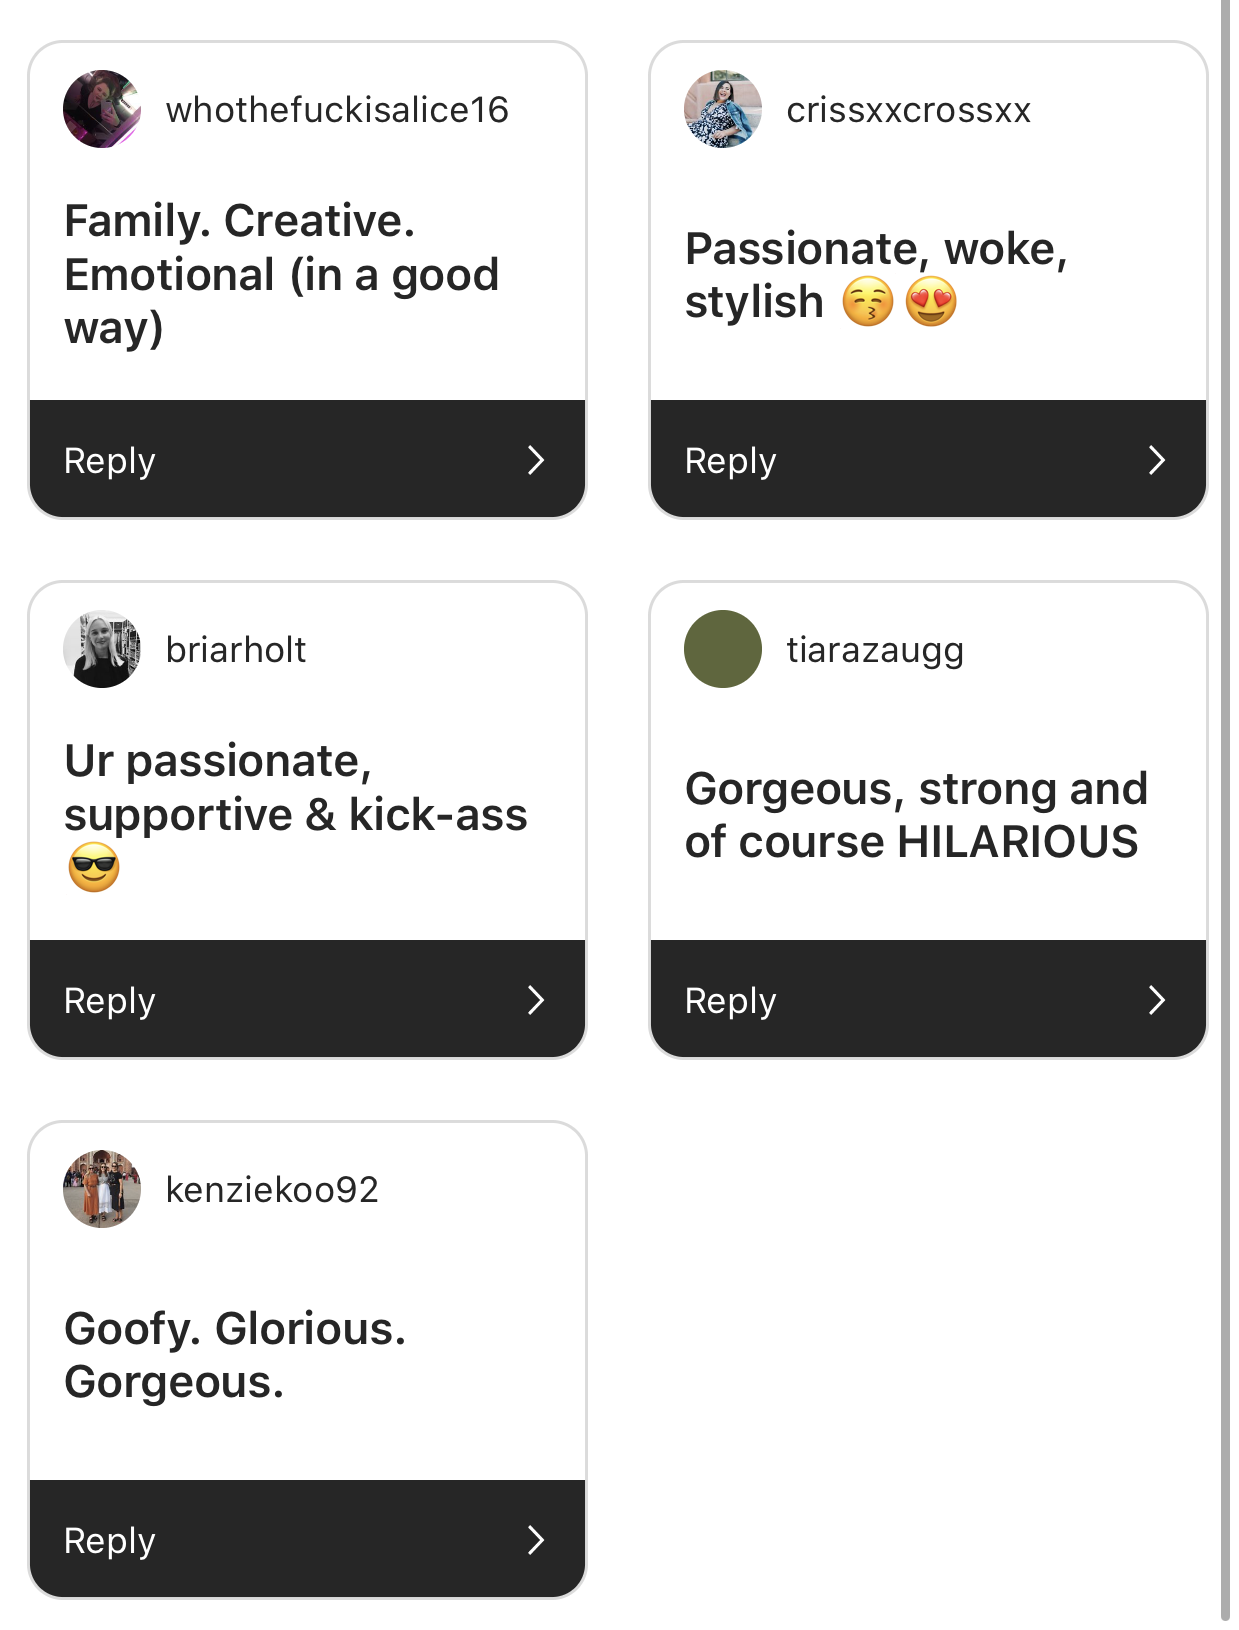 whothefuckisalice16
Family. Creative.
Emotional (in a good
way)
Reply
crissxxcrossxx
Passionate, woke,
stylish 😚 😍
Reply
briarholt
Ur passionate,
supportive & kick-ass
😎
Reply
tiarazaugg
Gorgeous, strong and
of course HILARIOUS
Reply
kenziekoo92
Goofy. Glorious.
Gorgeous.
Reply